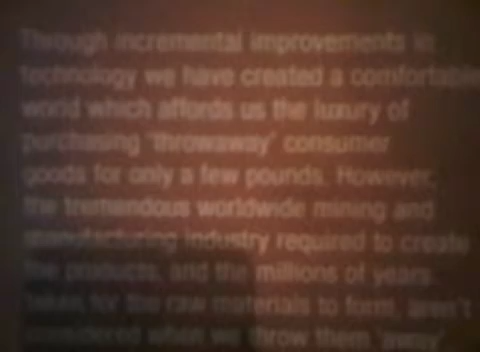 Through incremental improvements in
technology we have created a comfortable
world which affords us the luxury of
purchasing 'throwaway' consumer
goods for only a few pounds. However,
the tremendous worldwide mining and
manufacturing industry required to create
the products, and the millions of years
taken for the raw materials to form, aren't
considered when we throw them 'away'